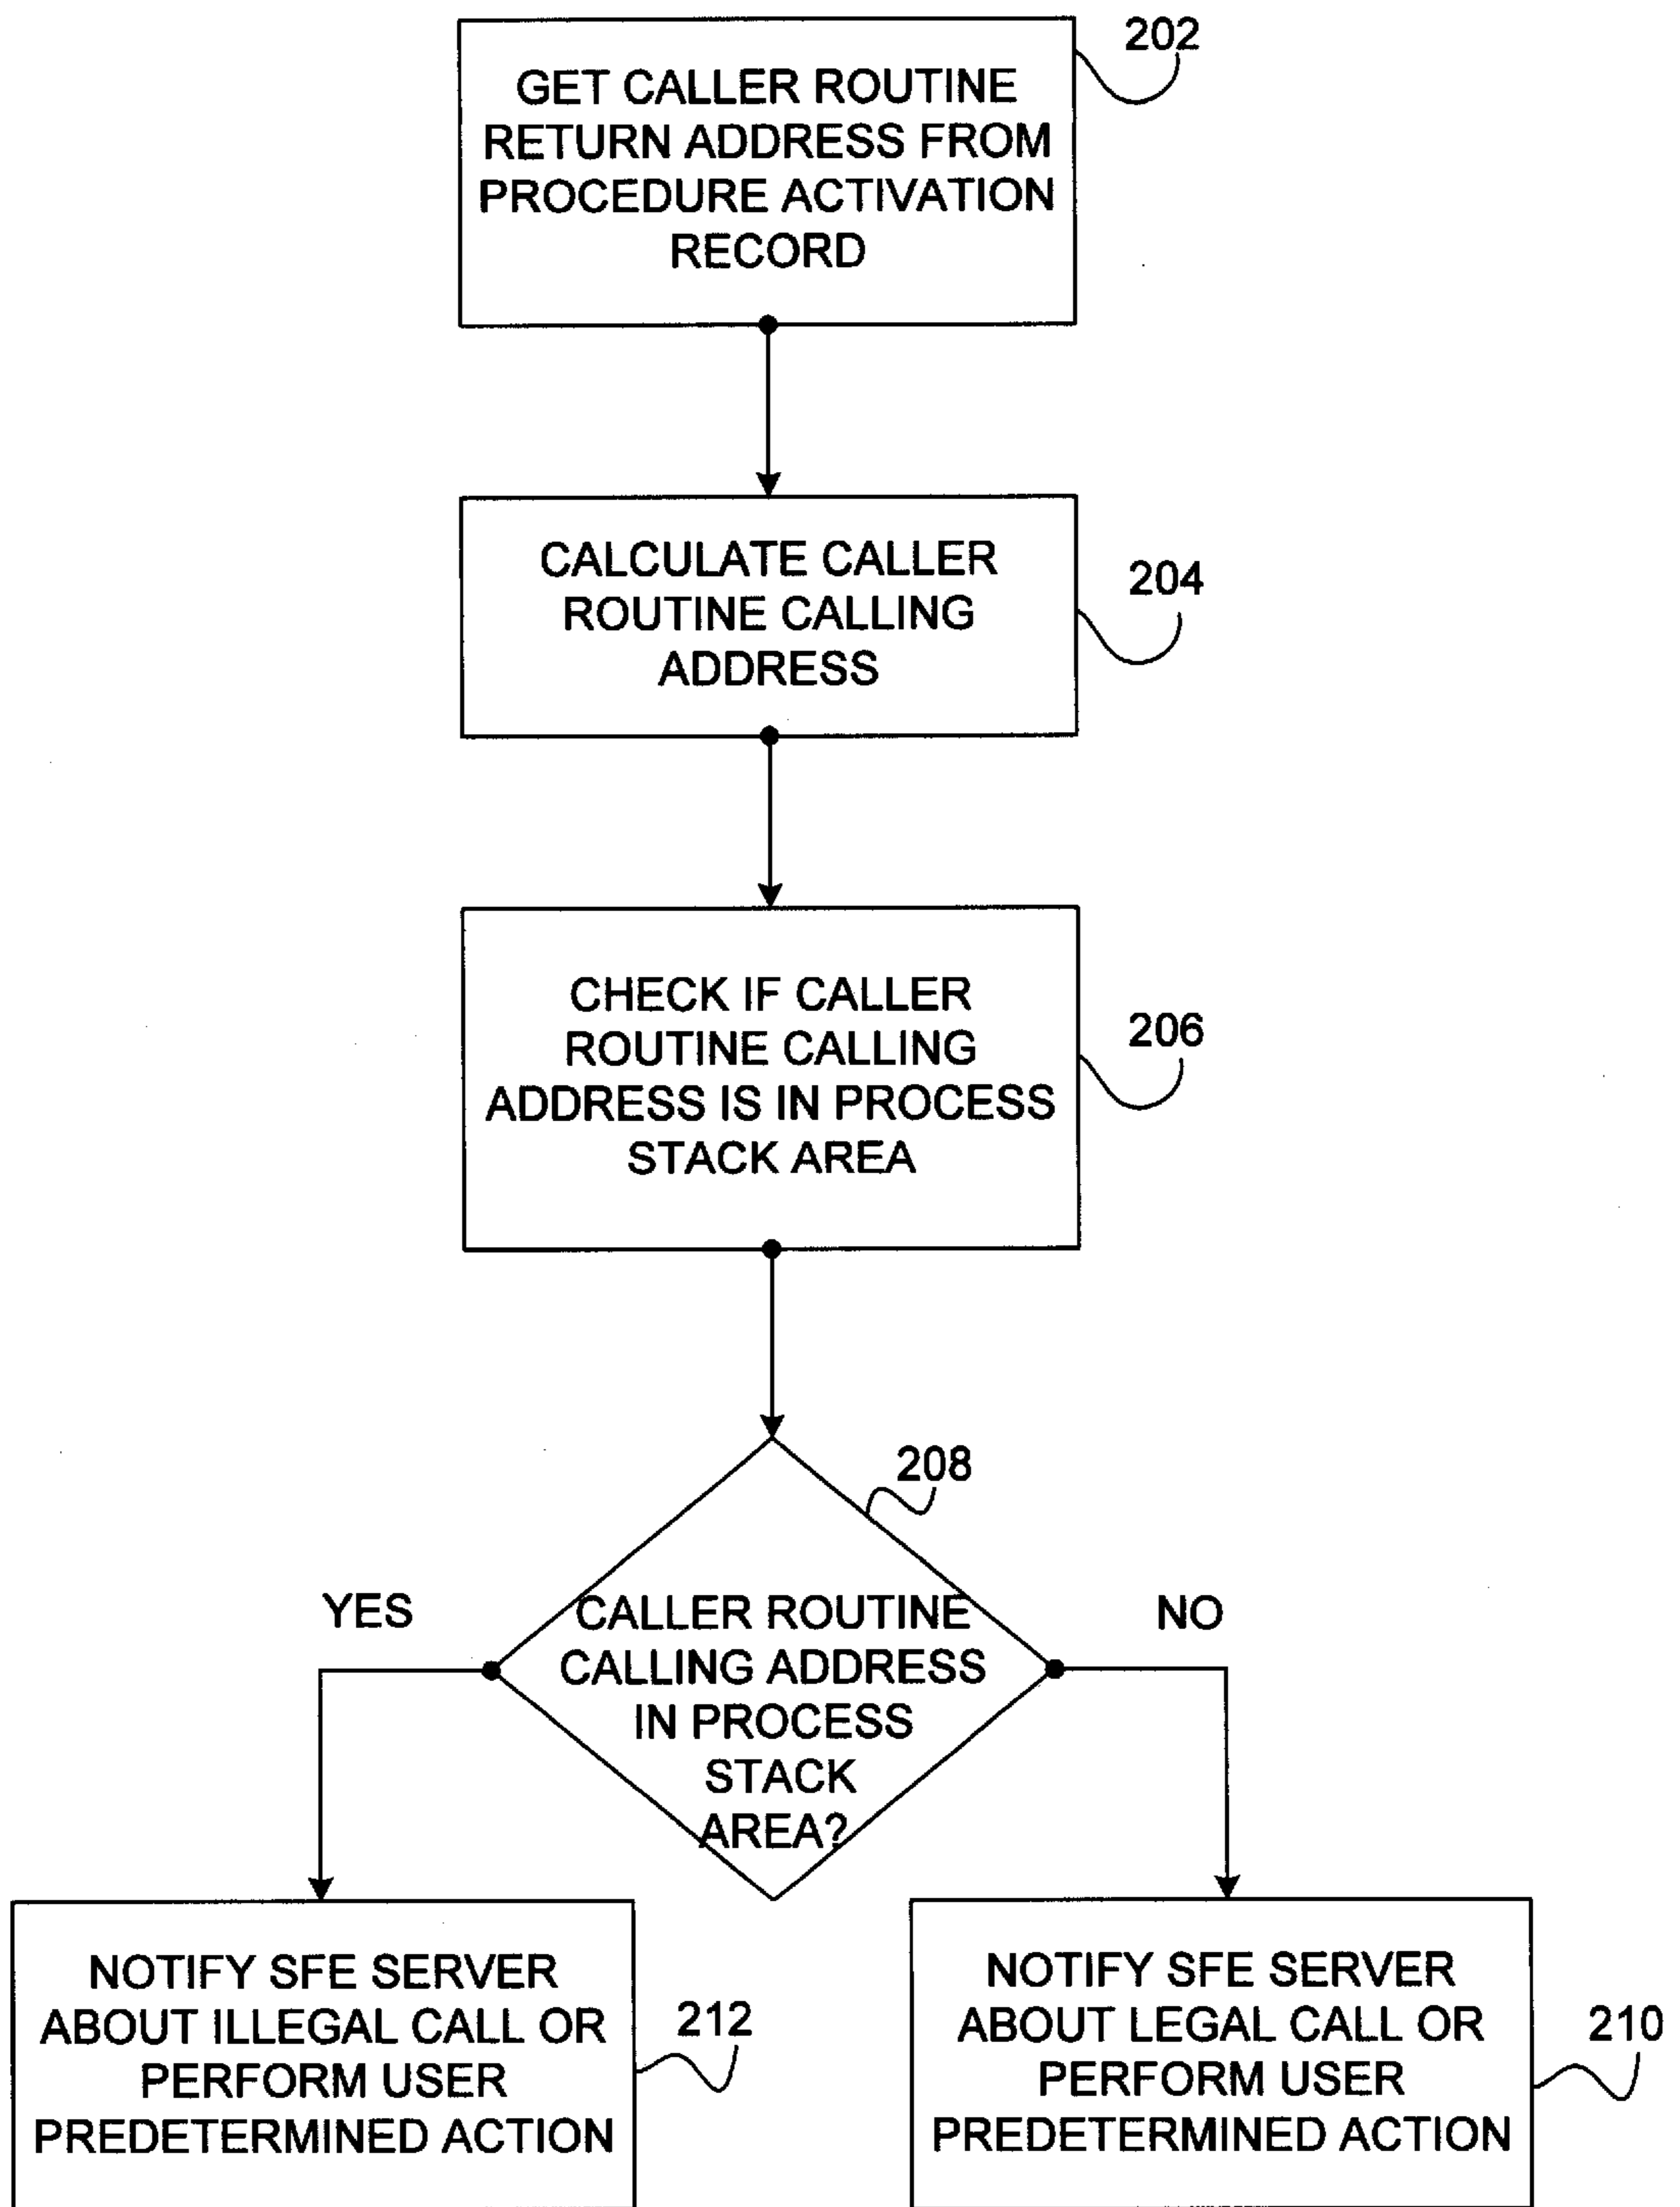 202
GET CALLER ROUTINE
RETURN ADDRESS FROM
PROCEDURE ACTIVATION
RECORD
CALCULATE CALLER
ROUTINE CALLING
ADDRESS
204
CHECK IF CALLER
ROUTINE CALLING
ADDRESS IS IN PROCESS
STACK AREA
206
208
YES
NO
CALLER ROUTINE
CALLING ADDRESS
IN PROCESS
STACK
AREA?
NOTIFY SFE SERVER
ABOUT ILLEGAL CALL OR
PERFORM USER
PREDETERMINED ACTION
212
NOTIFY SFE SERVER
ABOUT LEGAL CALL OR
PERFORM USER
PREDETERMINED ACTION
210